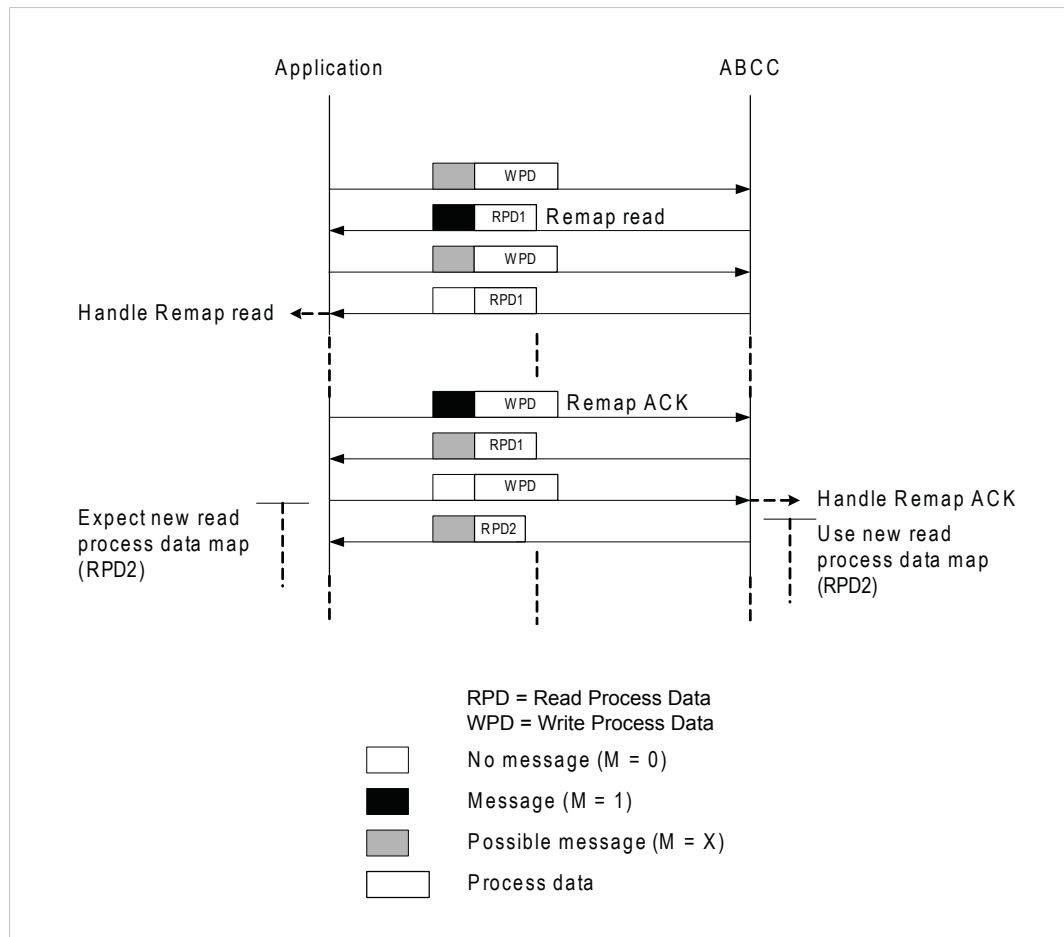 Application
ABCC
WPD
RPD1 Remap read
WPD
RPD1
Handle Remap read
WPD Remap ACK
RPD1
WPD
Handle Remap ACK
Expect new read
process data map
(RPD2)
RPD2
Use new read
process data map
(RPD2)
RPD = Read Process Data
WPD = Write Process Data
No message (M = 0)
Message (M = 1)
Possible message (M = X)
Process data